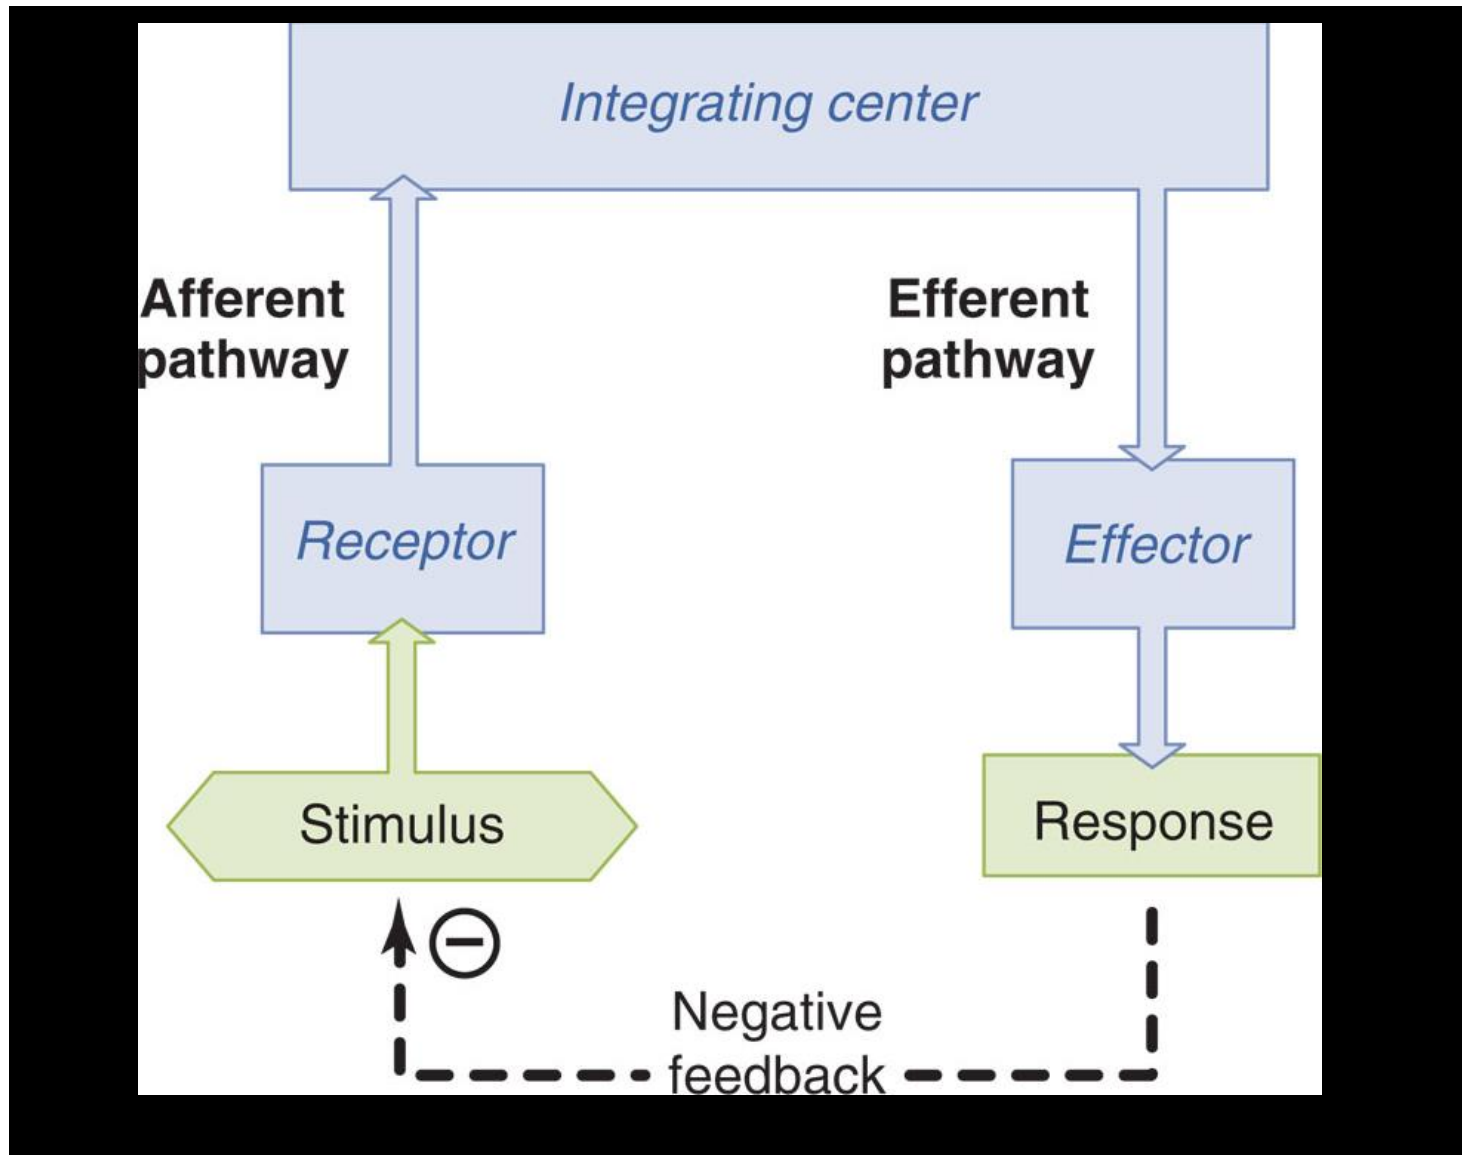 Integrating center
Afferent
pathway
Efferent
pathway
Receptor
Effector
Stimulus
Response
Negative
feedback